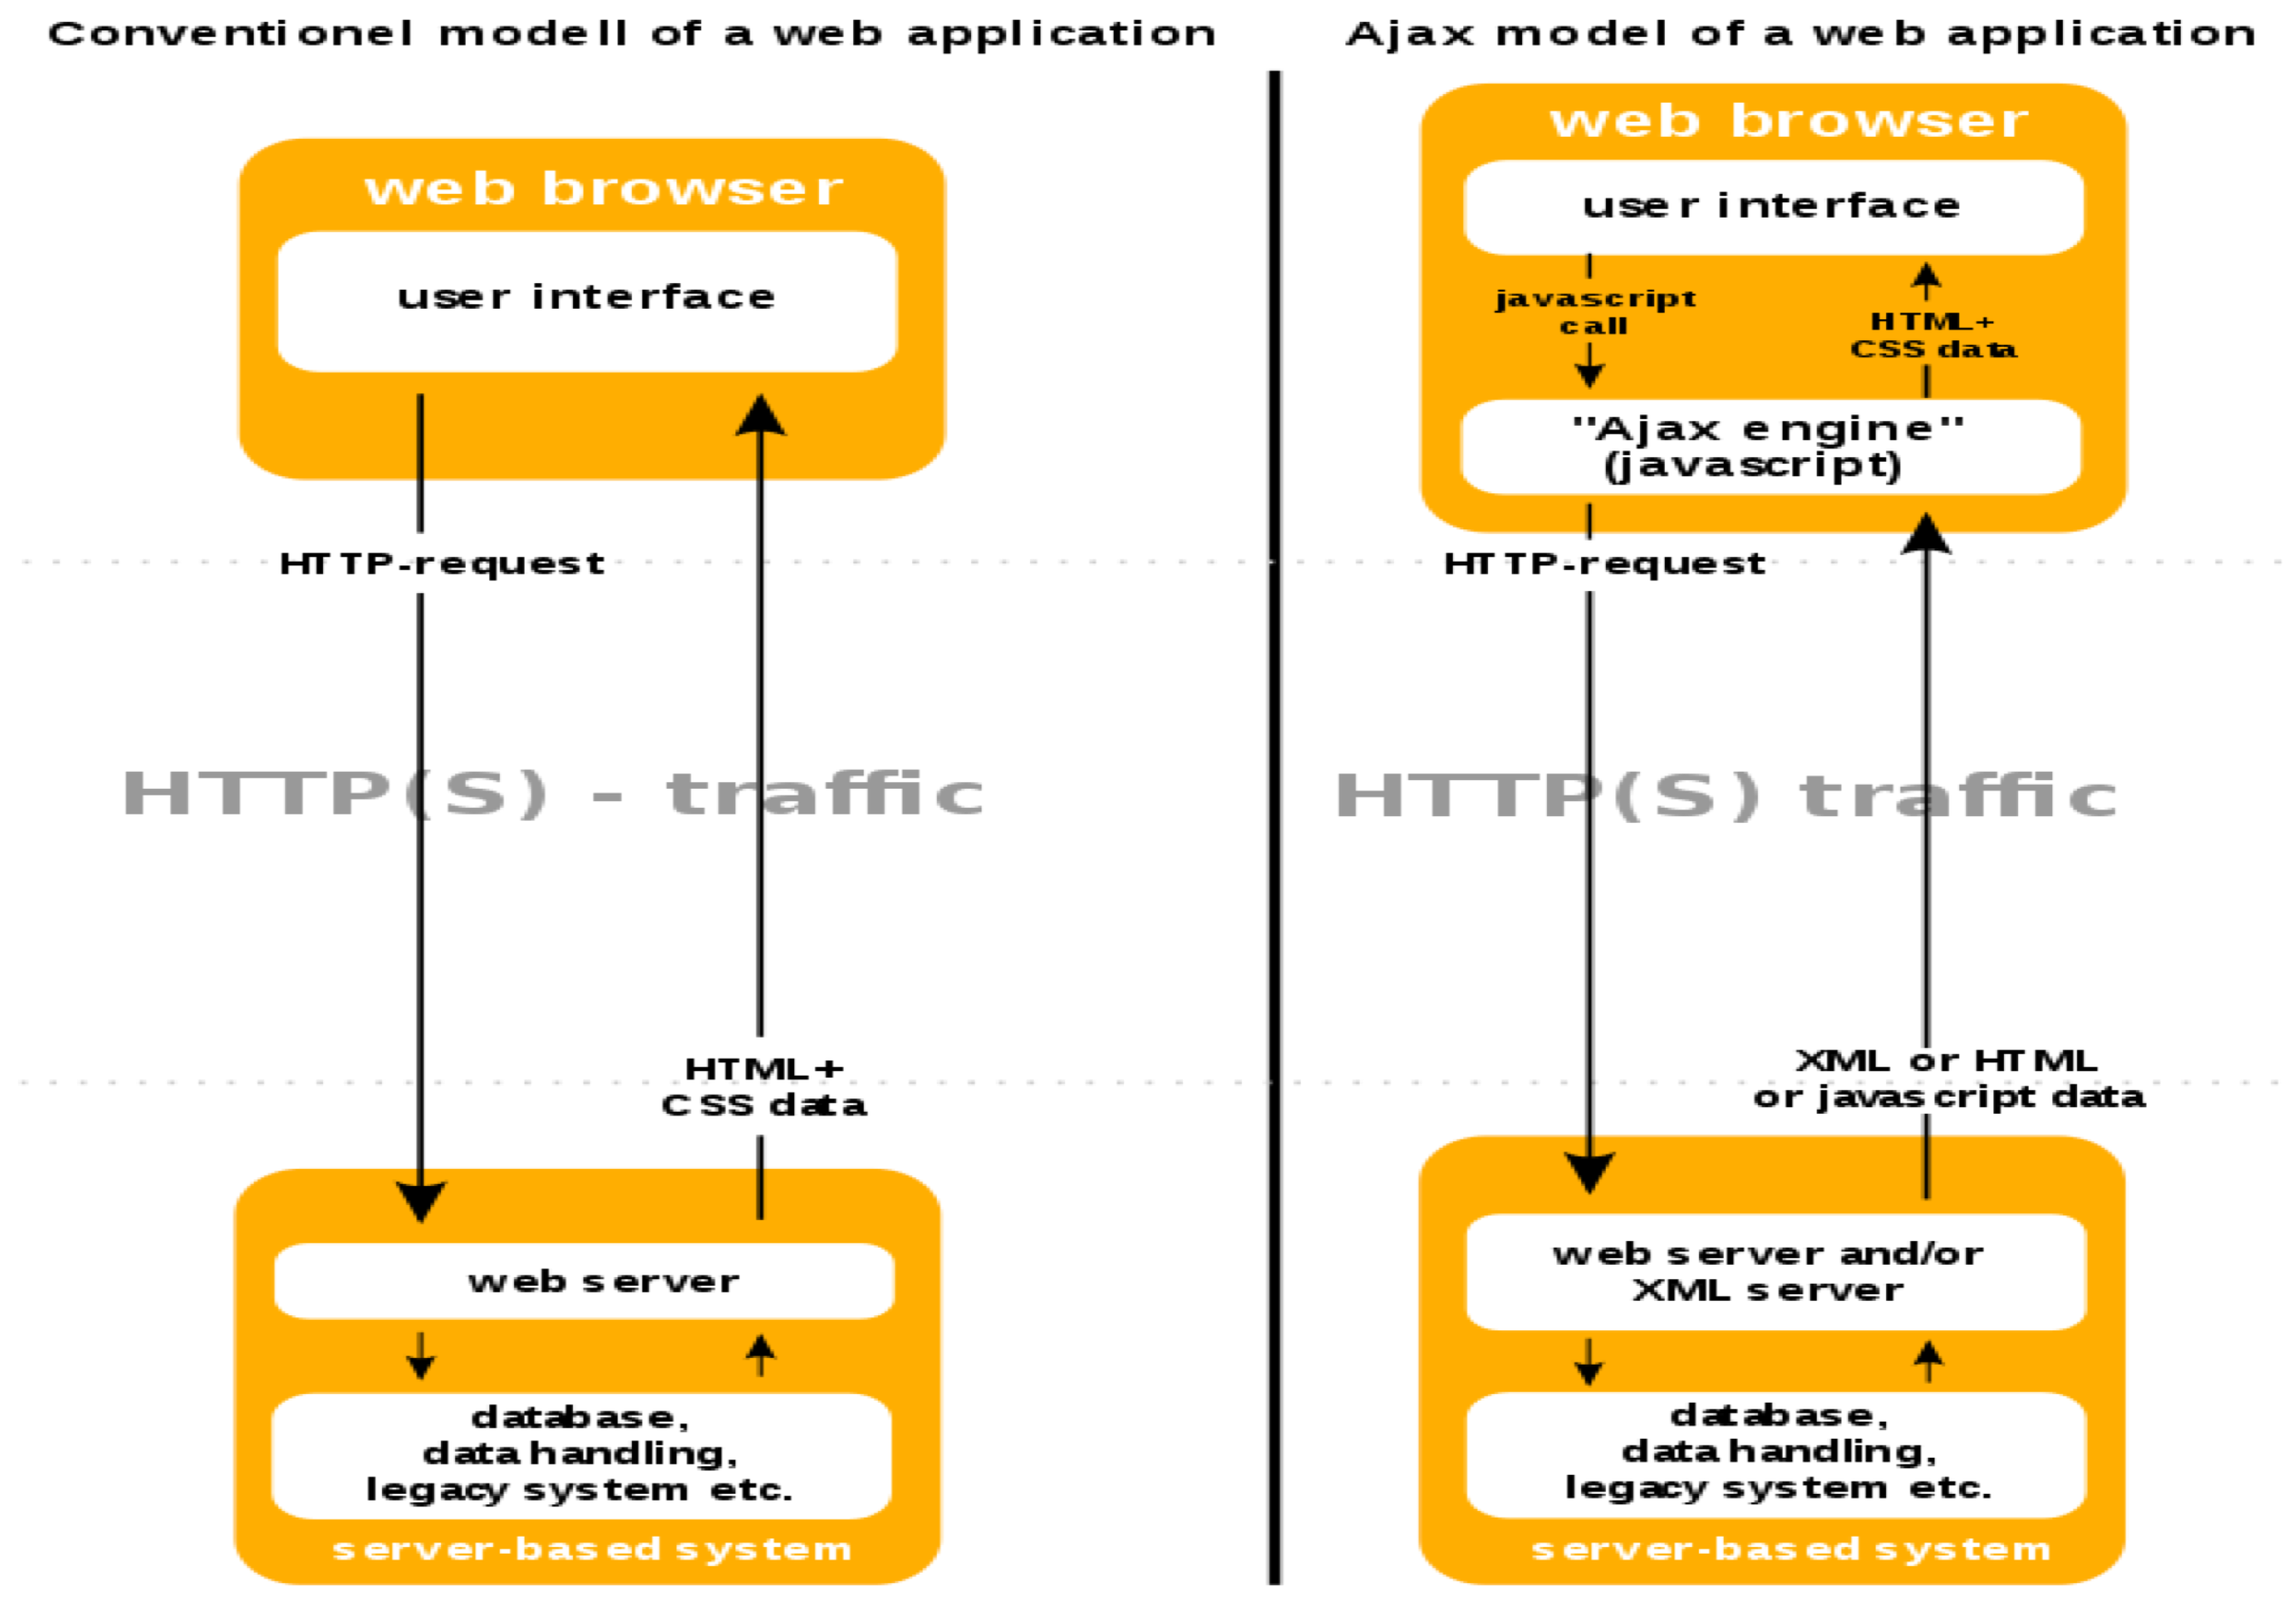 Conventionel modell of a web application
web browser
user interface
HTTP-request
HTTP(S) - traffic
HTML+
CSS data
web server
database,
data handling,
legacy system etc.
server-based system
Ajax model of a web application
web browser
user interface
javascript
call
HTML+
CSS data
"Ajax engine"
(javascript)
HTTP-request
HTTP(S) traffic
XML or HTML
or javascript data
web server and/or
XML server
database,
data handling,
legacy system etc.
server-based system